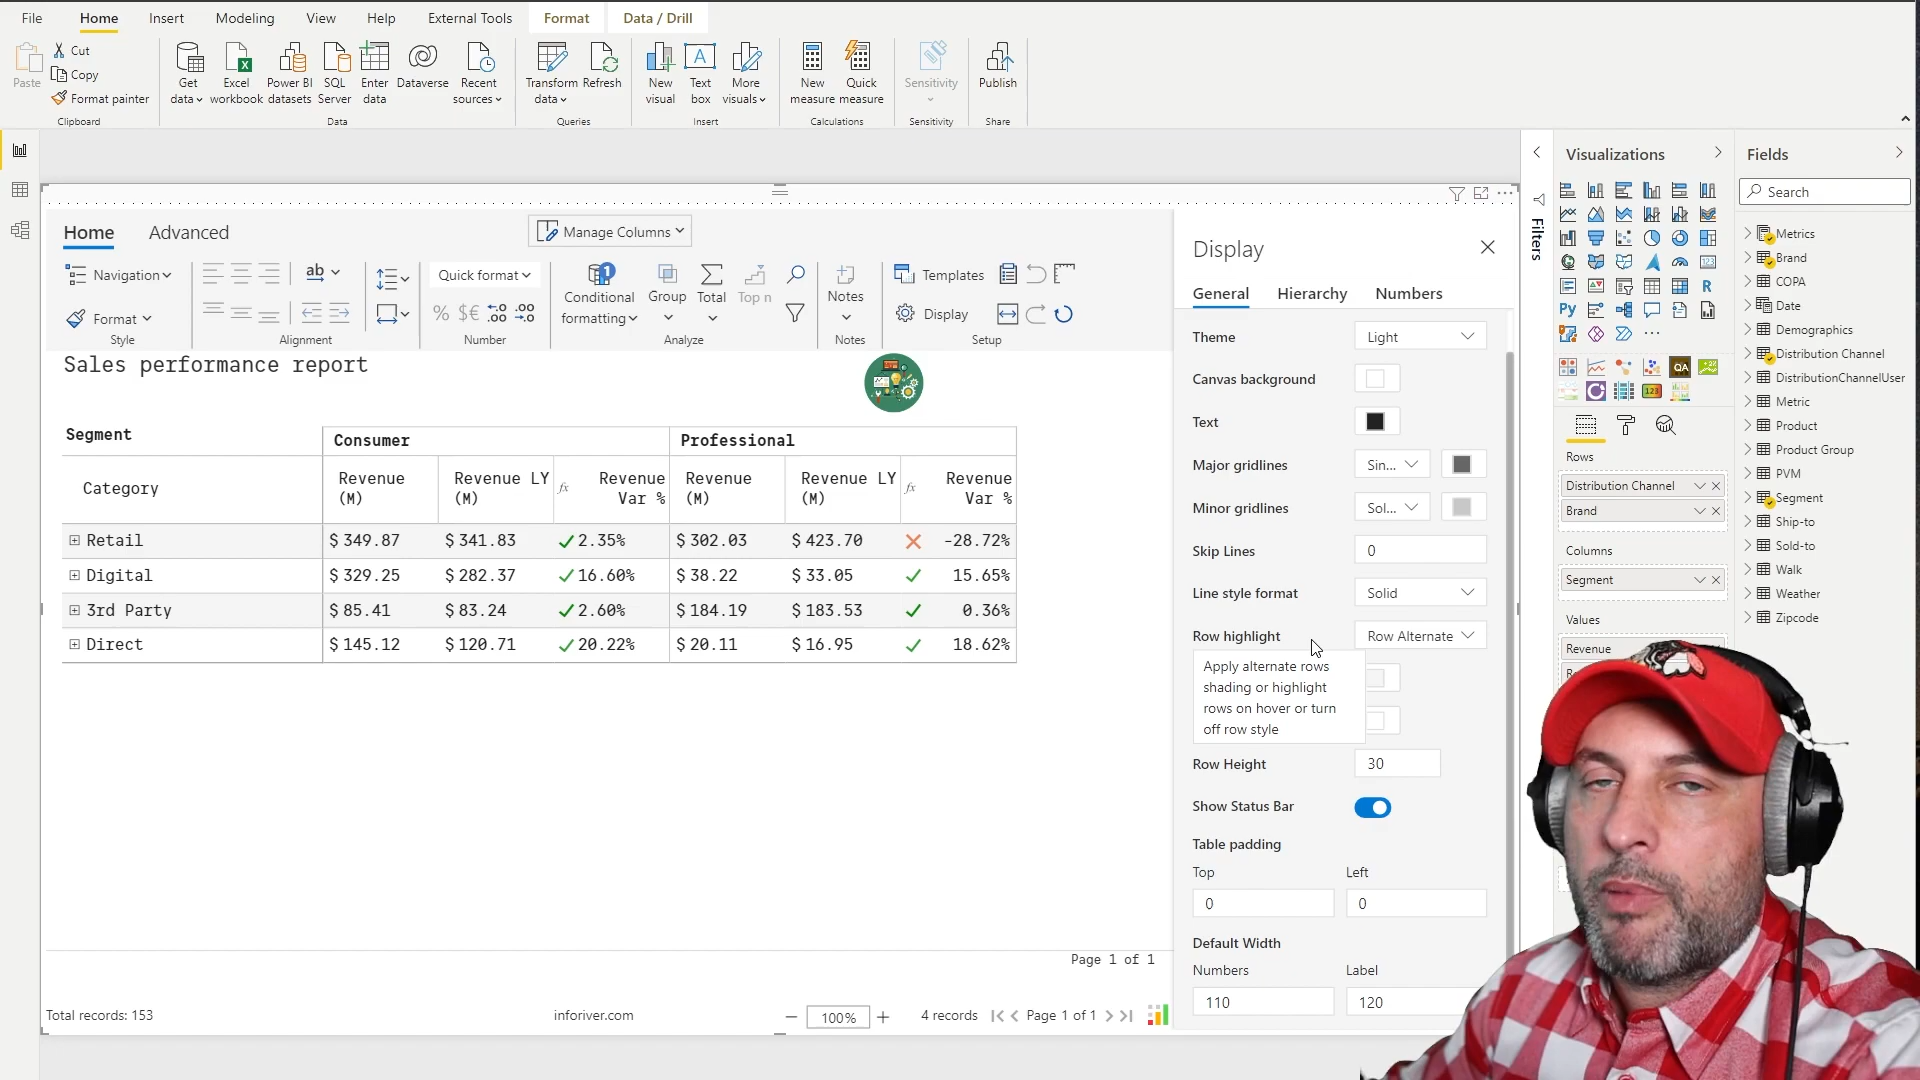 File Home Insert Modeling View Help External Tools Format Data / Drill
Paste
Cut
Copy
Format painter
Clipboard
Get data
Excel workbook
Power BI datasets
SQL Server
Enter data
Dataverse
Recent sources
Data
Transform data
Refresh
Queries
New visual
Text box
More visuals
Insert
New measure
Quick measure
Calculations
Sensitivity
Sensitivity
Publish
Share
Home Advanced
Manage Columns
Navigation
Format
Style
ab
Alignment
Quick format
% $€ .00 .00
Number
Conditional formatting
1
Group
Total
Top n
Analyze
Notes
Notes
Templates
Display
Setup
Sales performance report
Segment Consumer Professional
Category Revenue (M) Revenue LY (M) fx Revenue Var % Revenue (M) Revenue LY (M) fx Revenue Var %
Retail $ 349.87 $ 341.83 2.35% $ 302.03 $ 423.70 -28.72%
Digital $ 329.25 $ 282.37 16.60% $ 38.22 $ 33.05 15.65%
3rd Party $ 85.41 $ 83.24 2.60% $ 184.19 $ 183.53 0.36%
Direct $ 145.12 $ 120.71 20.22% $ 20.11 $ 16.95 18.62%
Page 1 of 1
Total records: 153 inforiver.com 100% 4 records Page 1 of 1
Display
General Hierarchy Numbers
Theme Light
Canvas background
Text
Major gridlines Sin...
Minor gridlines Sol...
Skip Lines 0
Line style format Solid
Row highlight Row Alternate
Apply alternate rows
shading or highlight
rows on hover or turn
off row style
Row Height 30
Show Status Bar
Table padding
Top Left
0 0
Default Width
Numbers Label
110 120
Filters
Visualizations
R
Py
QA
123
Rows
Distribution Channel
Brand
Columns
Segment
Values
Revenue
Fields
Search
Metrics
Brand
COPA
Date
Demographics
Distribution Channel
DistributionChannelUser
Metric
Product
Product Group
PVM
Segment
Ship-to
Sold-to
Walk
Weather
Zipcode